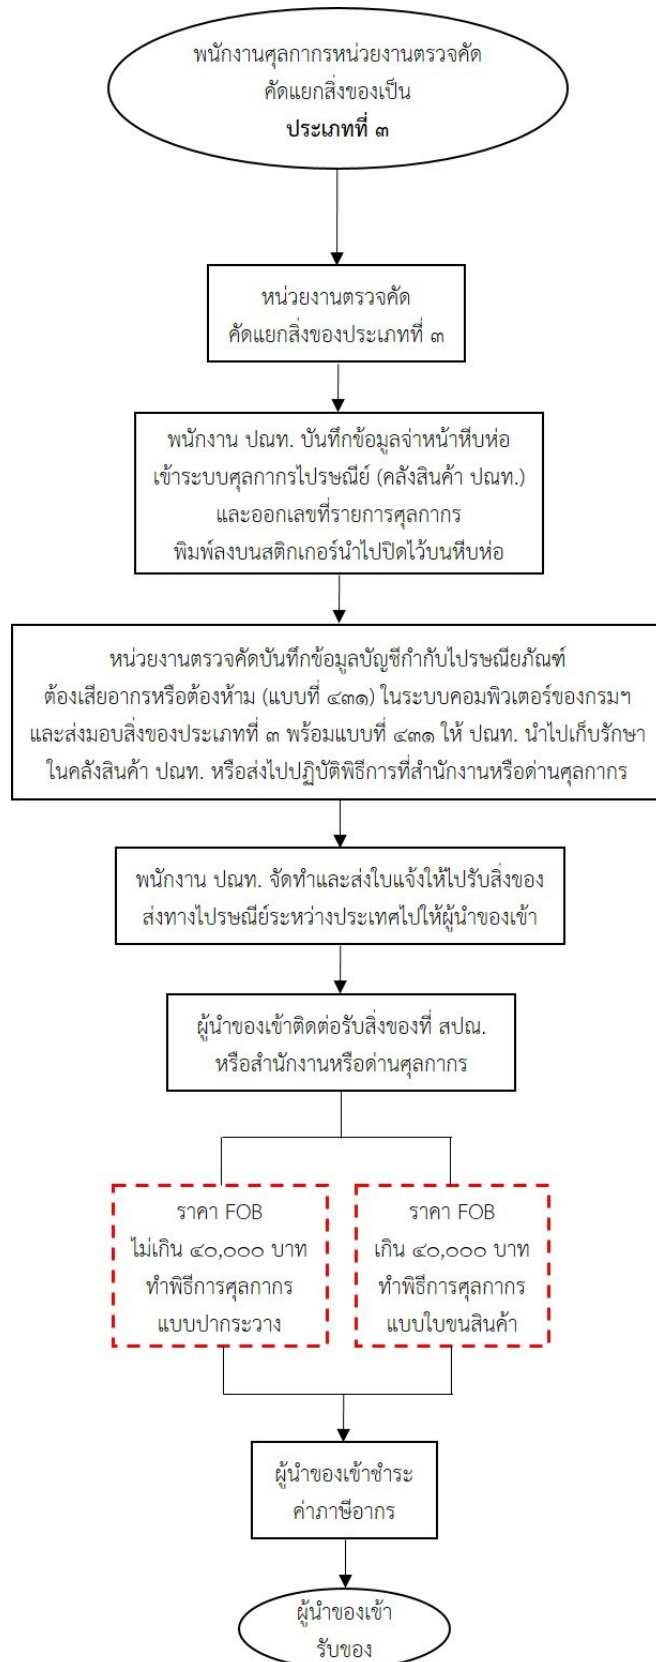 พนักงานศุลกากรหน่วยงานตรวจคัด
คัดแยกสิ่งของเป็น
ประเภทที่ ๓
หน่วยงานตรวจคัด
คัดแยกสิ่งของประเภทที่ ๓
พนักงาน ปณท. บันทึกข้อมูลจ่าหน้าหีบห่อ
เข้าระบบศุลกากรไปรษณีย์ (คลังสินค้า ปณท.)
และออกเลขที่รายการศุลกากร
พิมพ์ลงบนสติกเกอร์นำไปปิดไว้บนหีบห่อ
หน่วยงานตรวจคัดบันทึกข้อมูลบัญชีกำกับไปรษณียภัณฑ์
ต้องเสียอากรหรือต้องห้าม (แบบที่ ๔๓๑) ในระบบคอมพิวเตอร์ของกรมฯ
และส่งมอบสิ่งของประเภทที่ ๓ พร้อมแบบที่ ๔๓๑ ให้ ปณท. นำไปเก็บรักษา
ในคลังสินค้า ปณท. หรือส่งไปปฏิบัติพิธีการที่สำนักงานหรือด่านศุลกากร
พนักงาน ปณท. จัดทำและส่งใบแจ้งให้ไปรับสิ่งของ
ส่งทางไปรษณีย์ระหว่างประเทศไปให้ผู้นำของเข้า
ผู้นำของเข้าติดต่อรับสิ่งของที่ สปณ.
หรือสำนักงานหรือด่านศุลกากร
ราคา FOB
ไม่เกิน ๔๐,๐๐๐ บาท
ทำพิธีการศุลกากร
แบบปากระวาง
ราคา FOB
เกิน ๔๐,๐๐๐ บาท
ทำพิธีการศุลกากร
แบบใบขนสินค้า
ผู้นำของเข้าชำระ
ค่าภาษีอากร
ผู้นำของเข้า
รับของ